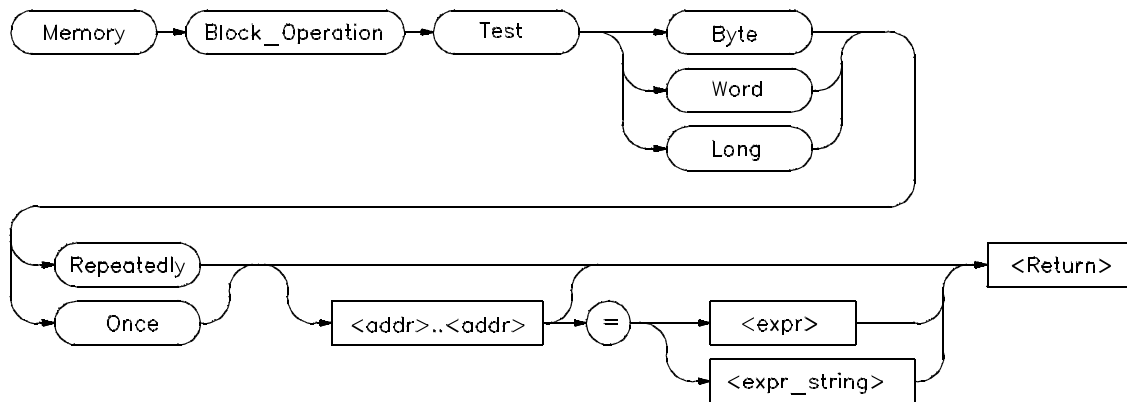 Memory
Block_Operation
Test
Byte
Word
Long
Repeatedly
Once
<addr>..<addr>
=
<expr>
<expr_string>
<Return>